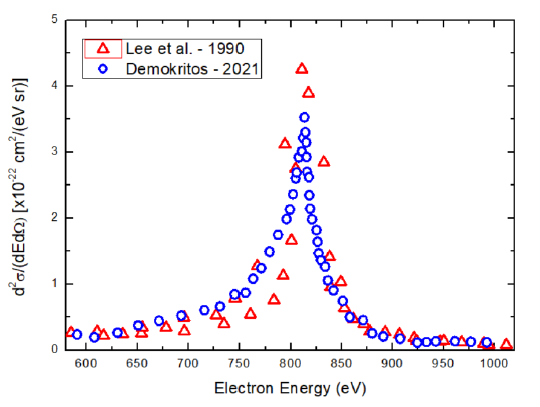 5
4
3
2
1
0
Lee et al. - 1990
Demokritos - 2021
d²σ/(dEdΩ) [x10⁻²² cm²/(eV sr)]
600 650 700 750 800 850 900 950 1000
Electron Energy (eV)